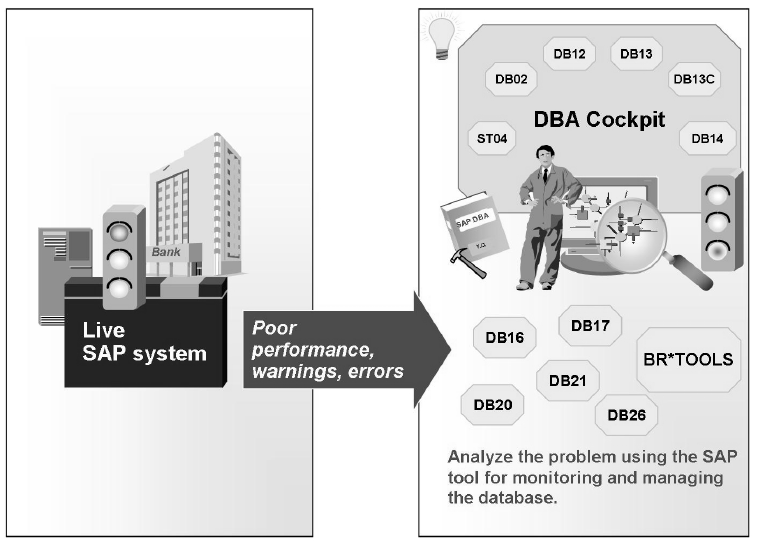 DB12
DB13
DB02
DB13C
DBA Cockpit
ST04
DB14
SAP DBA
Bank
Live
SAP system
Poor
performance,
warnings, errors
DB16
DB17
BR*TOOLS
DB21
DB20
DB26
Analyze the problem using the SAP
tool for monitoring and managing
the database.